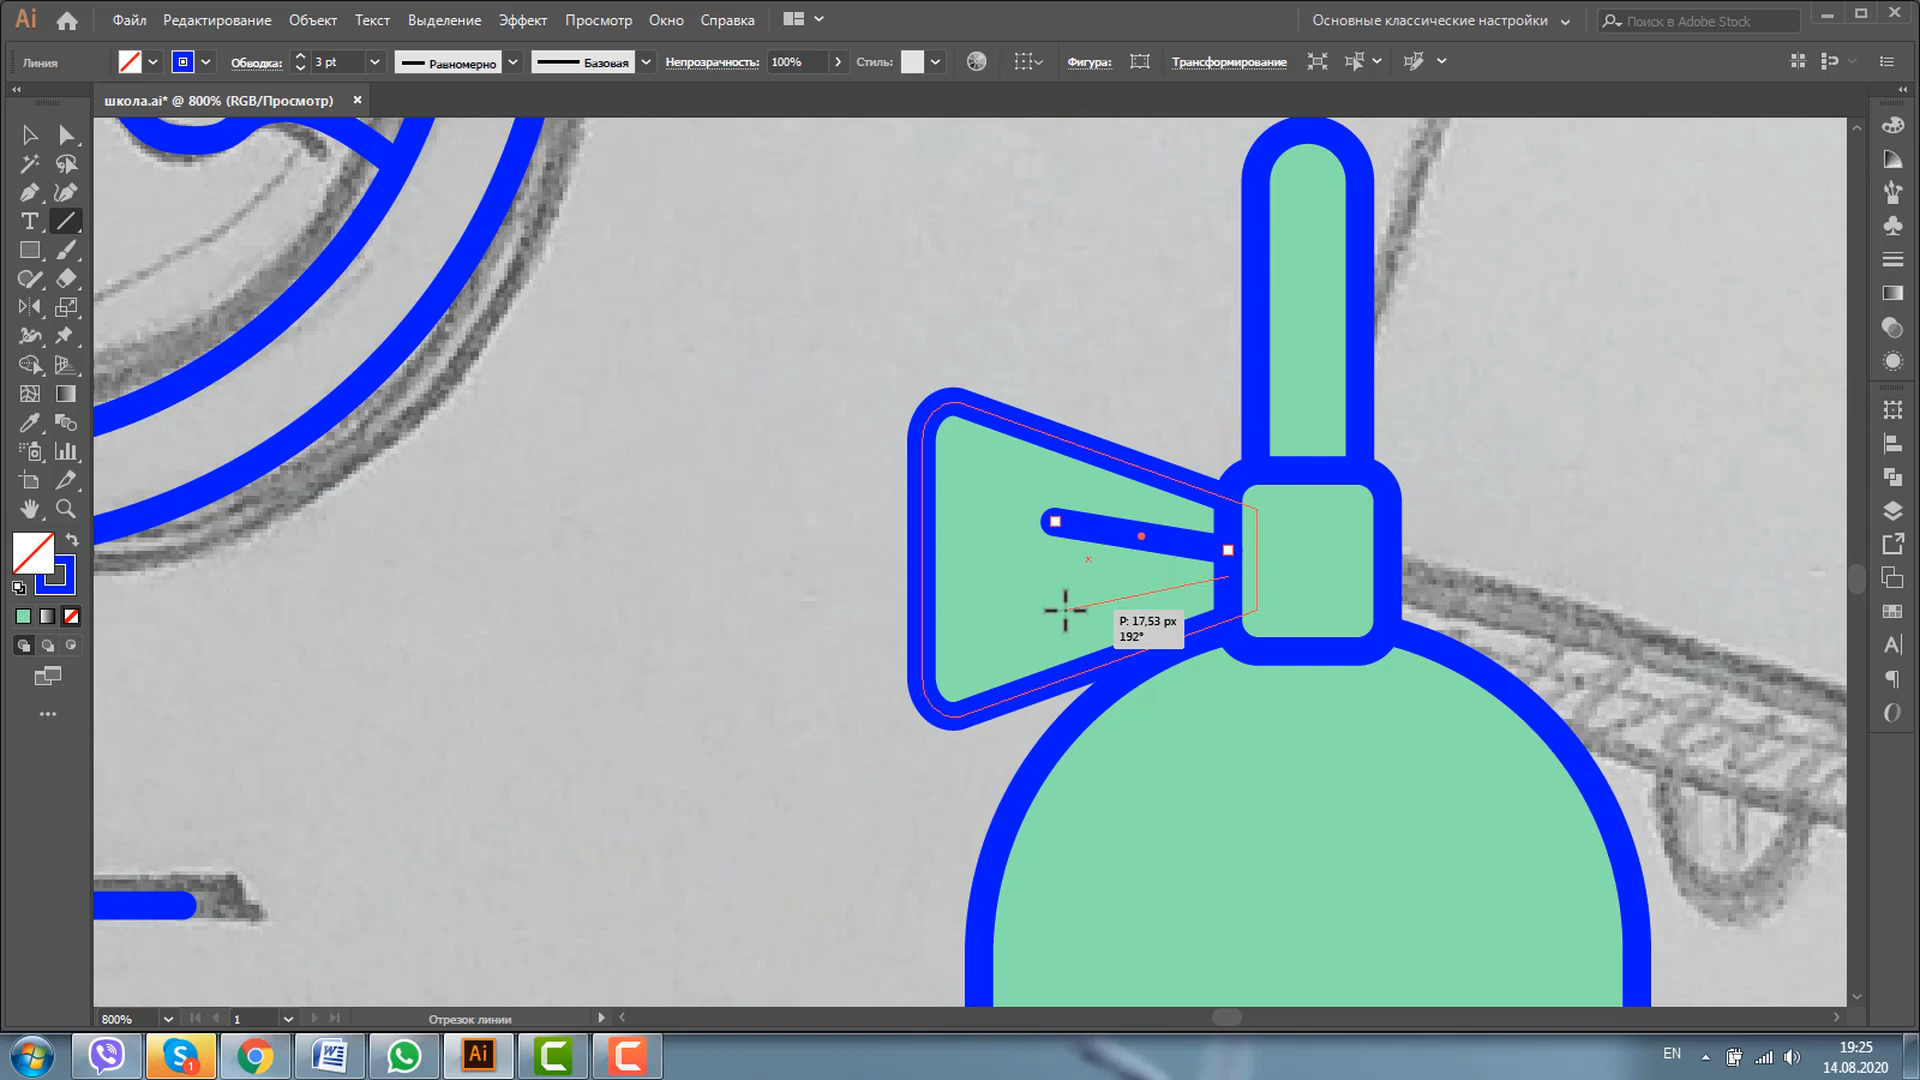 Ai Файл Редактирование Объект Текст Выделение Эффект Просмотр Окно Справка Основные классические настройки Поиск в Adobe Stock
Линия Обводка: 3 pt Равномерно Базовая Непрозрачность: 100% Стиль: Фигура: Трансформирование
школа.ai* @ 800% (RGB/Просмотр)
P: 17,53 px
192°
800% 1 Отрезок линии
1 Ai EN 19:25
14.08.2020